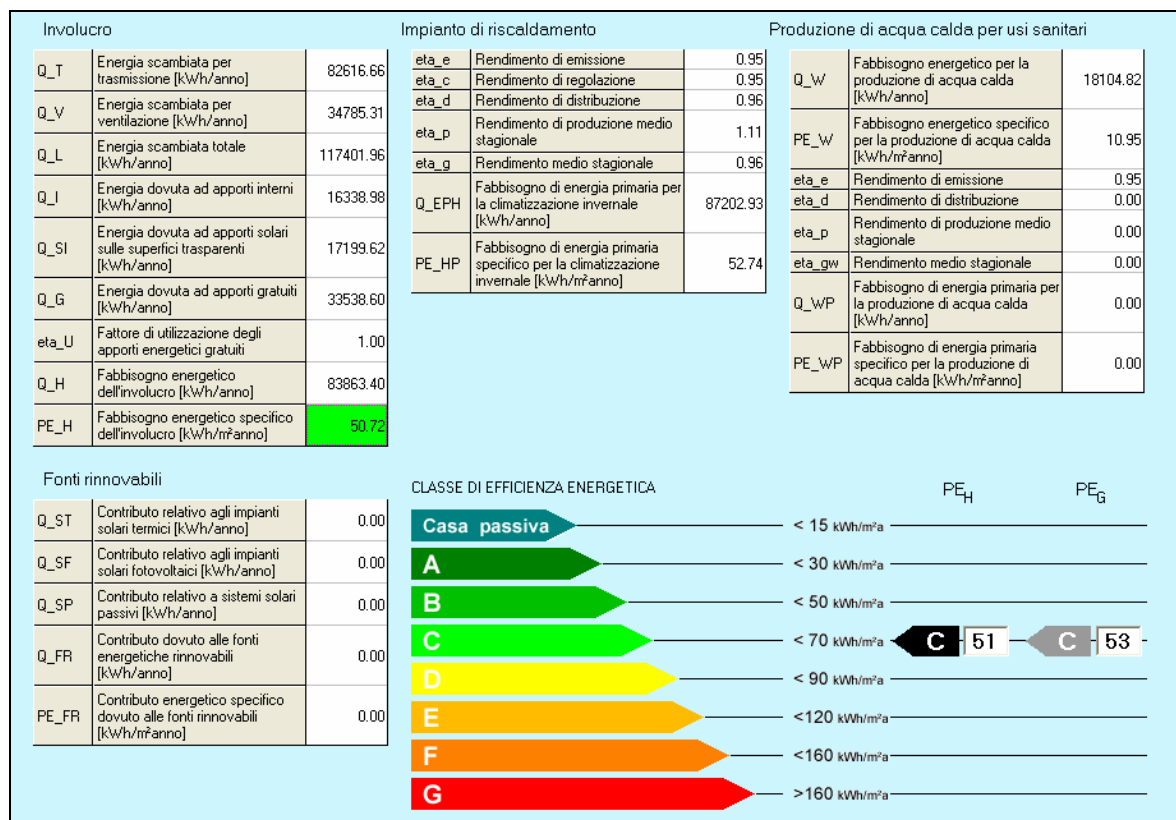 Involucro
Q_T
Energia scambiata per
trasmissione [kWh/anno]
82616.66
Q_V
Energia scambiata per
ventilazione [kWh/anno]
34785.31
Q_L
Energia scambiata totale
[kWh/anno]
117401.96
Q_I
Energia dovuta ad apporti interni
[kWh/anno]
16338.98
Q_SI
Energia dovuta ad apporti solari
sulle superfici trasparenti
[kWh/anno]
17199.62
Q_G
Energia dovuta ad apporti gratuiti
[kWh/anno]
33538.60
eta_U
Fattore di utilizzazione degli
apporti energetici gratuiti
1.00
Q_H
Fabbisogno energetico
dell'involucro [kWh/anno]
83863.40
PE_H
Fabbisogno energetico specifico
dell'involucro [kWh/m²anno]
50.72
Impianto di riscaldamento
eta_e Rendimento di emissione 0.95
eta_c Rendimento di regolazione 0.95
eta_d Rendimento di distribuzione 0.96
eta_p
Rendimento di produzione medio
stagionale
1.11
eta_g Rendimento medio stagionale 0.96
Q_EPH
Fabbisogno di energia primaria per
la climatizzazione invernale
[kWh/anno]
87202.93
PE_HP
Fabbisogno di energia primaria
specifico per la climatizzazione
invernale [kWh/m²anno]
52.74
Produzione di acqua calda per usi sanitari
Q_W
Fabbisogno energetico per la
produzione di acqua calda
[kWh/anno]
18104.82
PE_W
Fabbisogno energetico specifico
per la produzione di acqua calda
[kWh/m²anno]
10.95
eta_e Rendimento di emissione 0.95
eta_d Rendimento di distribuzione 0.00
eta_p
Rendimento di produzione medio
stagionale
0.00
eta_gw Rendimento medio stagionale 0.00
Q_WP
Fabbisogno di energia primaria per
la produzione di acqua calda
[kWh/anno]
0.00
PE_WP
Fabbisogno di energia primaria
specifico per la produzione di
acqua calda [kWh/m²anno]
0.00
Fonti rinnovabili
Q_ST
Contributo relativo agli impianti
solari termici [kWh/anno]
0.00
Q_SF
Contributo relativo agli impianti
solari fotovoltaici [kWh/anno]
0.00
Q_SP
Contributo relativo a sistemi solari
passivi [kWh/anno]
0.00
Q_FR
Contributo dovuto alle fonti
energetiche rinnovabili
[kWh/anno]
0.00
PE_FR
Contributo energetico specifico
dovuto alle fonti rinnovabili
[kWh/m²anno]
0.00
CLASSE DI EFFICIENZA ENERGETICA PE_H PE_G
Casa passiva < 15 kWh/m²a
A < 30 kWh/m²a
B < 50 kWh/m²a
C < 70 kWh/m²a C 51 C 53
D < 90 kWh/m²a
E <120 kWh/m²a
F <160 kWh/m²a
G >160 kWh/m²a